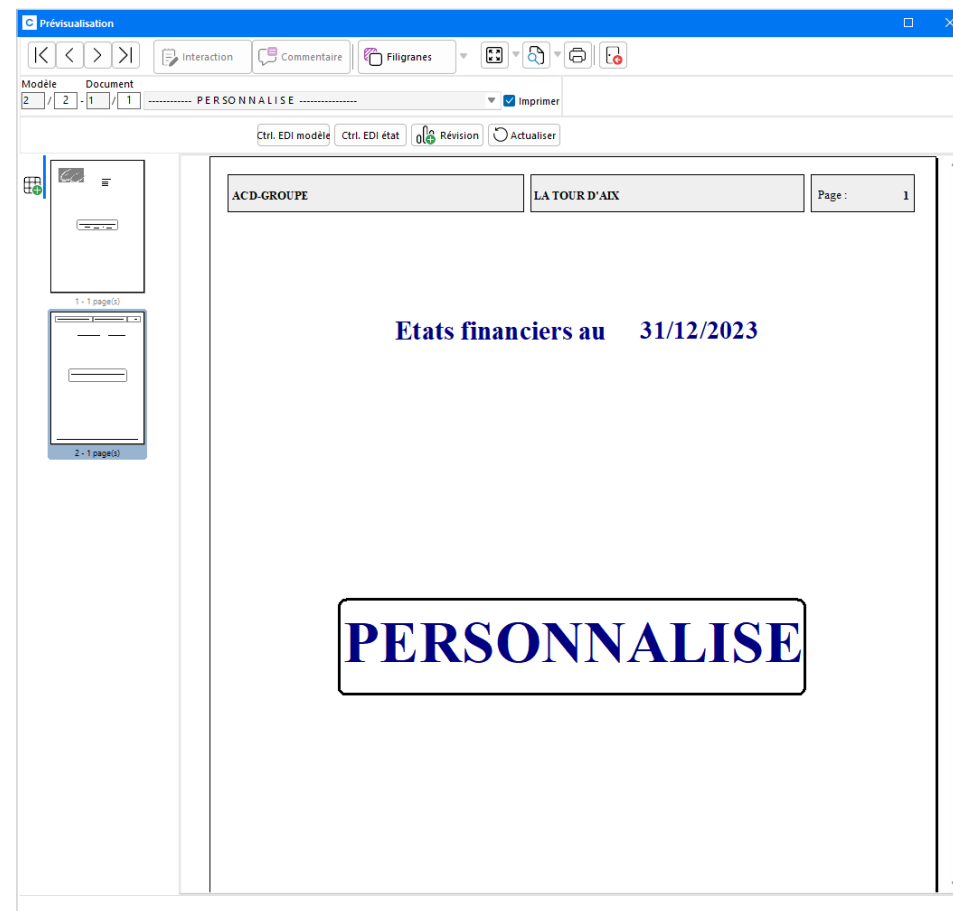 C Prévisualisation
Interaction Commentaire Filigranes
Modèle Document
2 / 2 - 1 / 1 ------------ P E R S O N N A L I S E ---------------- Imprimer
Ctrl. EDI modèle Ctrl. EDI état Révision Actualiser
ACD-GROUPE LA TOUR D'AIX Page : 1
1 - 1 page(s)
Etats financiers au 31/12/2023
2 - 1 page(s)
PERSONNALISE